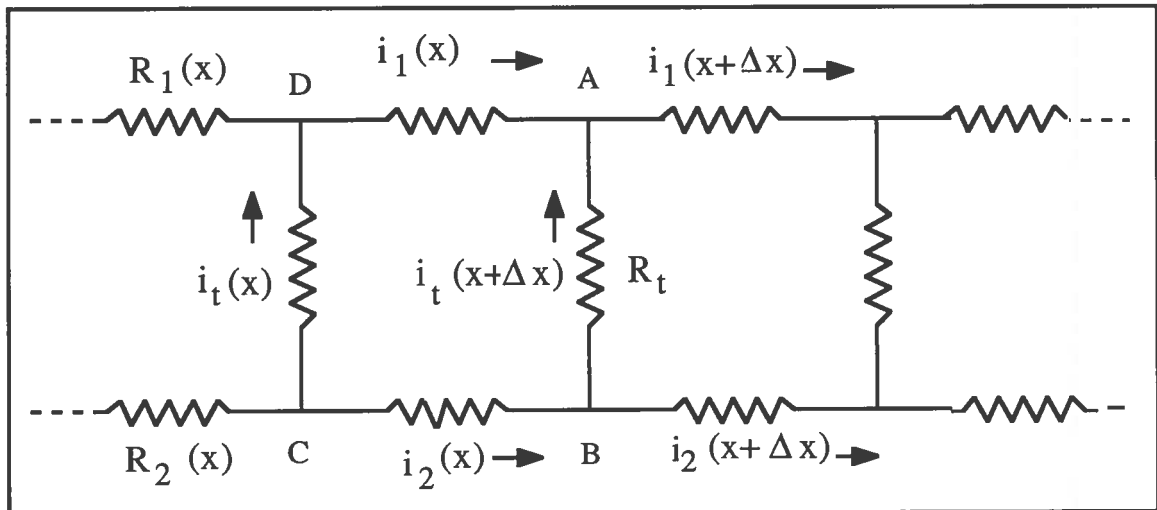 i₁(x)
i₁(x+Δx)
R₁(x)
D
A
iₜ(x)
iₜ(x+Δx)
Rₜ
R₂ (x)
C
i₂(x)
B
i₂(x+Δx)